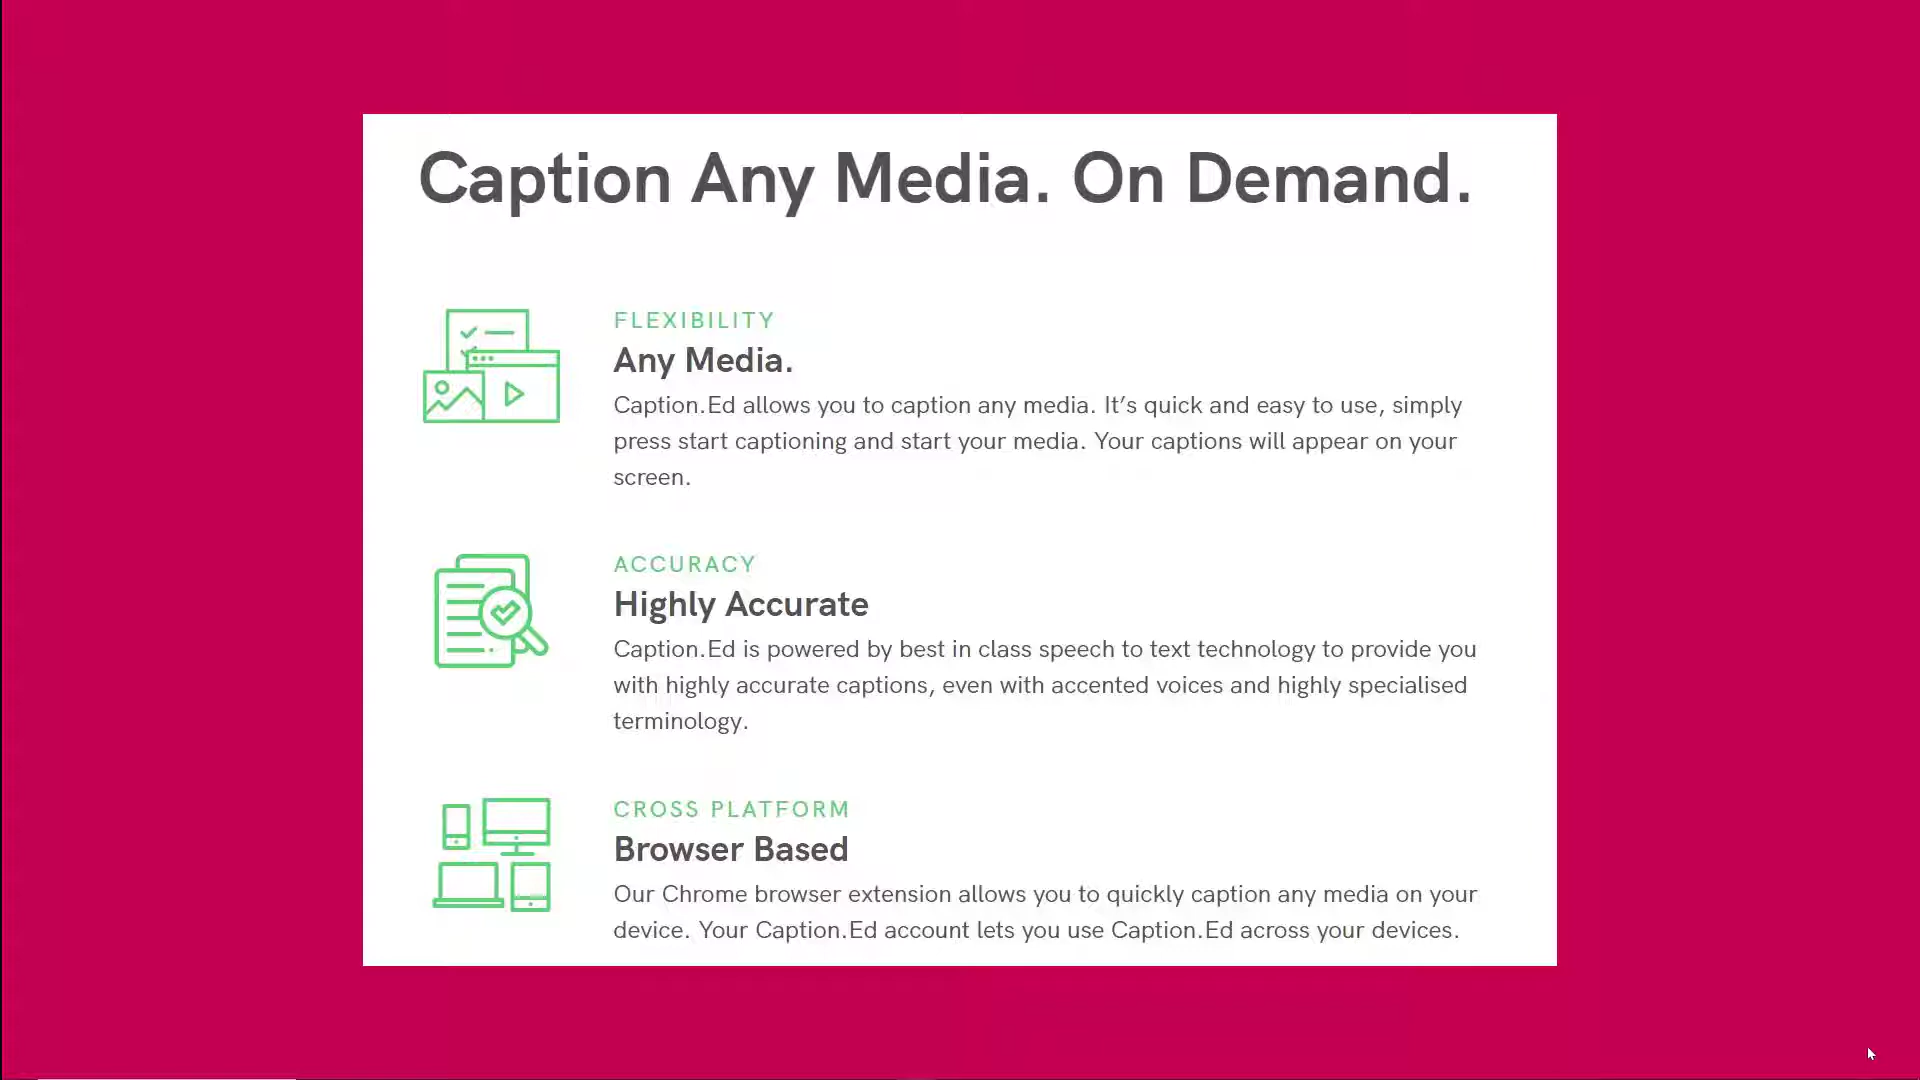 Caption Any Media. On Demand.
FLEXIBILITY
Any Media.
Caption.Ed allows you to caption any media. It’s quick and easy to use, simply
press start captioning and start your media. Your captions will appear on your
screen.
ACCURACY
Highly Accurate
Caption.Ed is powered by best in class speech to text technology to provide you
with highly accurate captions, even with accented voices and highly specialised
terminology.
CROSS PLATFORM
Browser Based
Our Chrome browser extension allows you to quickly caption any media on your
device. Your Caption.Ed account lets you use Caption.Ed across your devices.